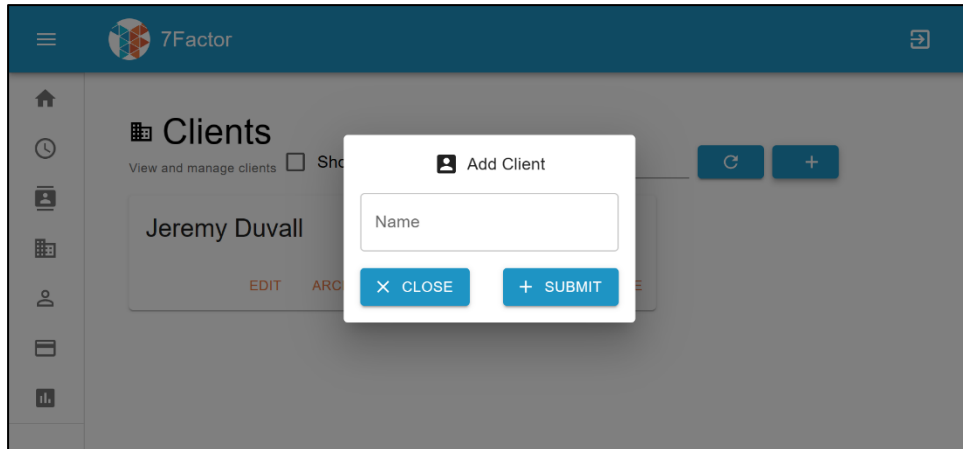 7Factor
Clients
View and manage clients
Add Client
Jeremy Duvall
Name
EDIT
CLOSE
SUBMIT